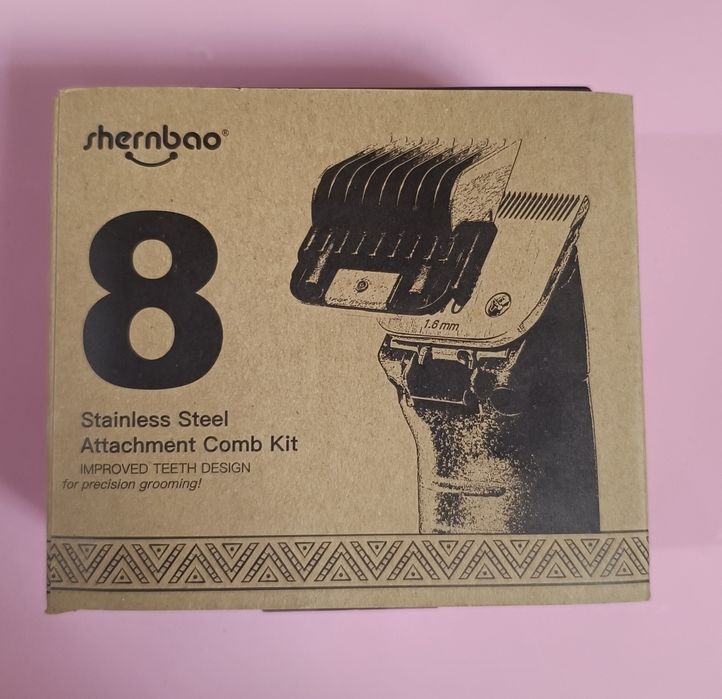 shernbao®
8
Stainless Steel
Attachment Comb Kit
IMPROVED TEETH DESIGN
for precision grooming!
1.6 mm